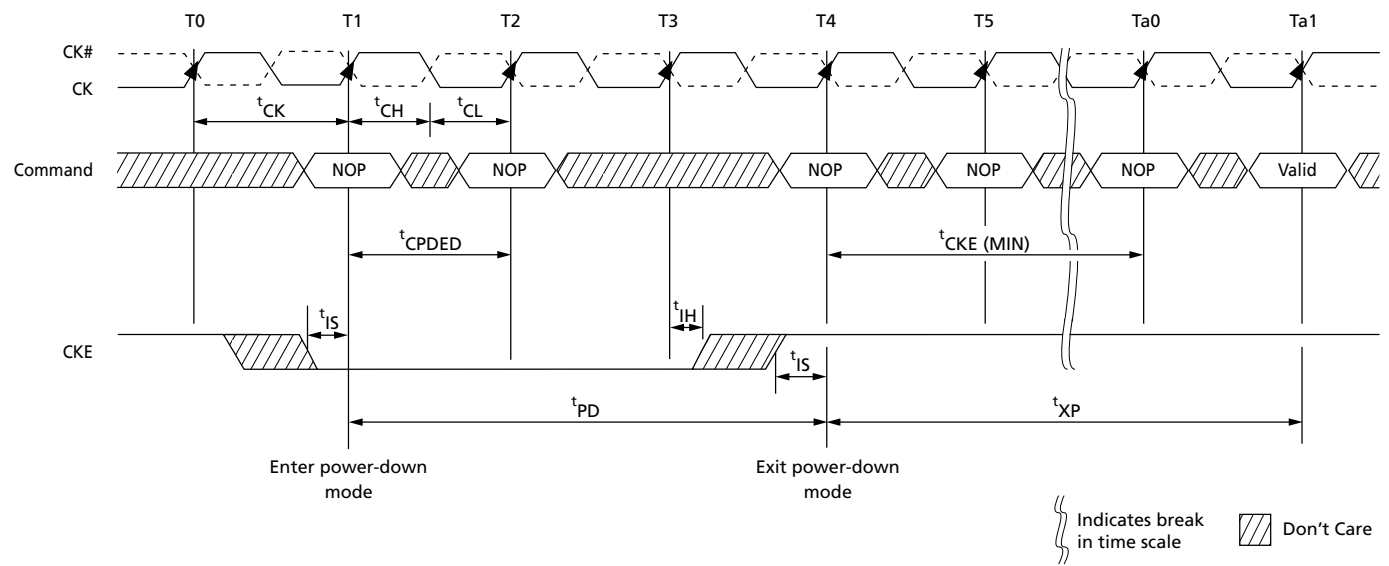 T0 T1 T2 T3 T4 T5 Ta0 Ta1
CK#
CK
tCK tCH tCL
Command NOP NOP NOP NOP NOP Valid
tCPDED tCKE (MIN)
tIS tIH
CKE
tIS
tPD tXP
Enter power-down Exit power-down
mode mode
Indicates break
in time scale
Don't Care